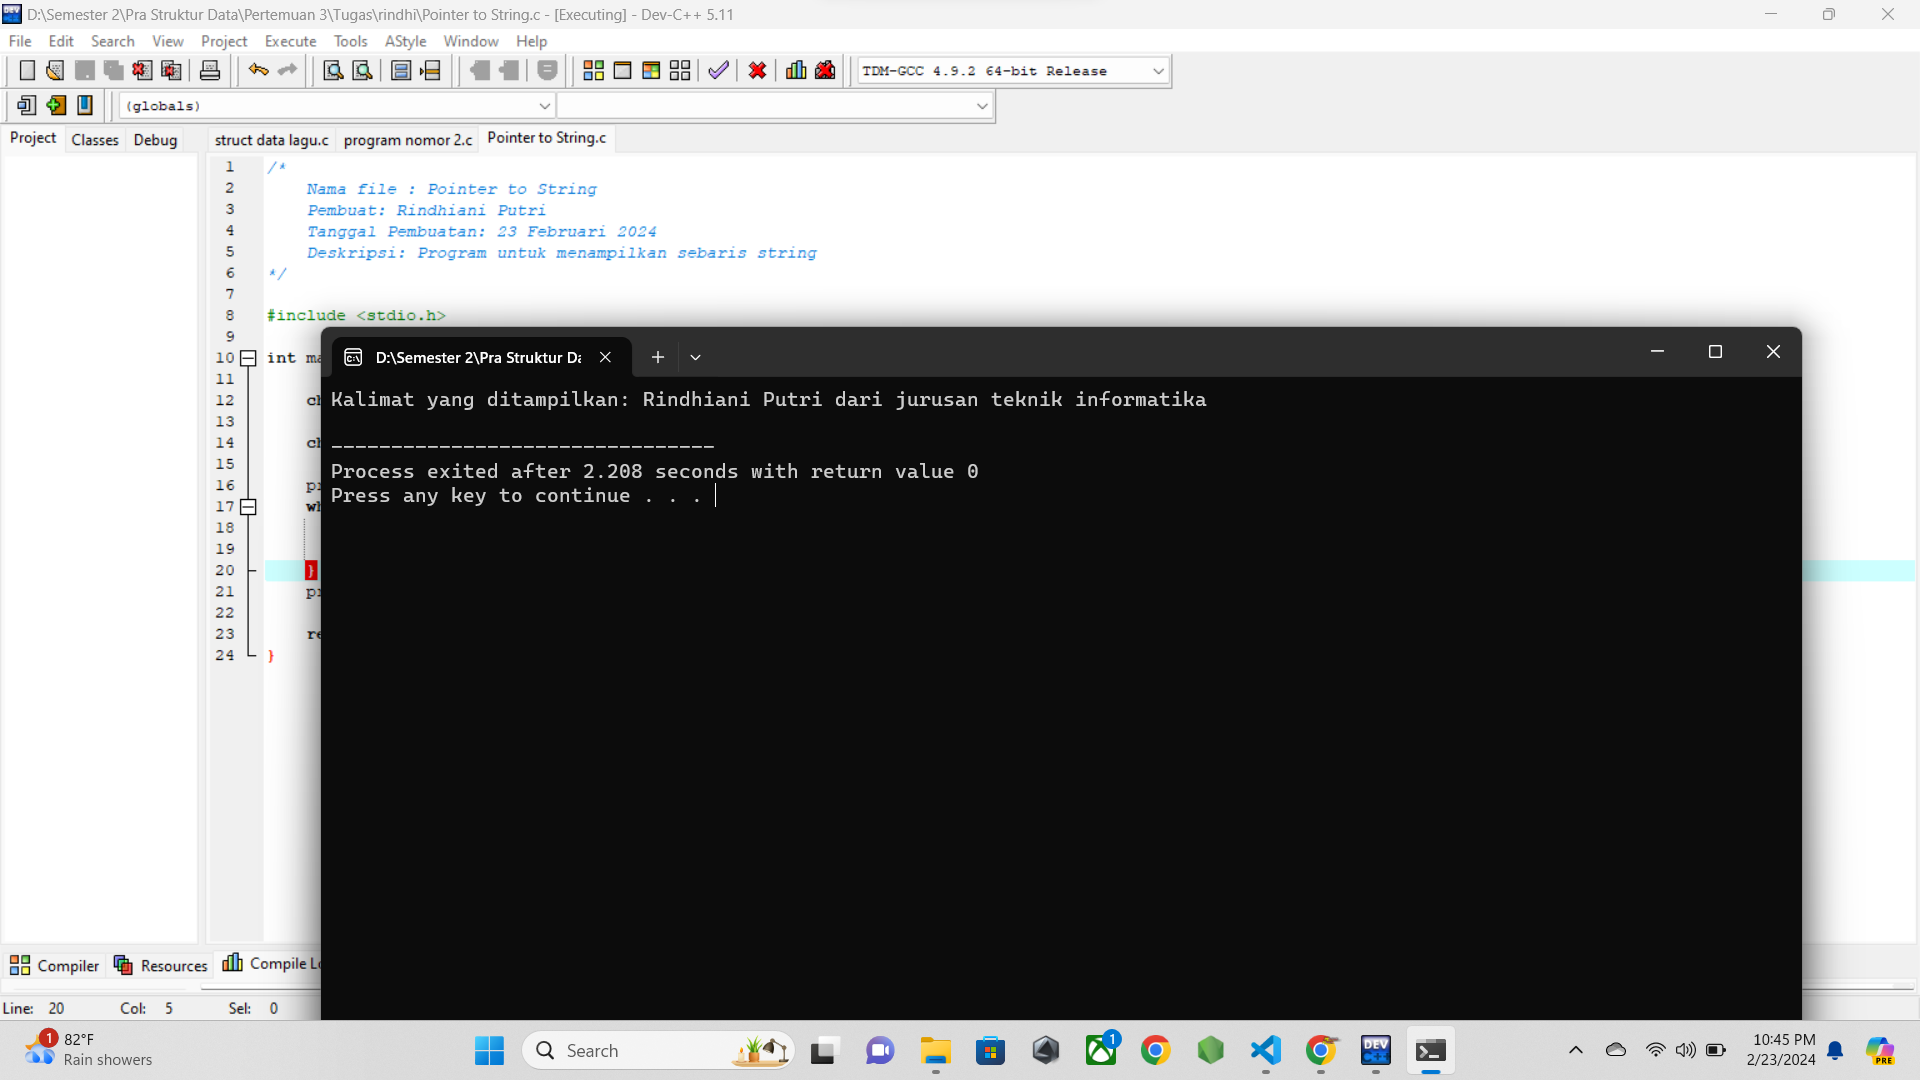 D:\Semester 2\Pra Struktur Data\Pertemuan 3\Tugas\rindhi\Pointer to String.c - [Executing] - Dev-C++ 5.11
File Edit Search View Project Execute Tools AStyle Window Help
TDM-GCC 4.9.2 64-bit Release
(globals)
Project Classes Debug
struct data lagu.c program nomor 2.c Pointer to String.c
1 /*
2 Nama file : Pointer to String
3 Pembuat: Rindhiani Putri
4 Tanggal Pembuatan: 23 Februari 2024
5 Deskripsi: Program untuk menampilkan sebaris string
6 */
7
8 #include <stdio.h>
9
10 int
11
12
13
14
15
16
17
18
19
20 }
21
22
23
24 }
D:\Semester 2\Pra Struktur
Kalimat yang ditampilkan: Rindhiani Putri dari jurusan teknik informatika
--------------------------------
Process exited after 2.208 seconds with return value 0
Press any key to continue . . .
Compiler Resources Compile
Line: 20 Col: 5 Sel: 0
1
82°F
Rain showers
Search
1
DEV C++
10:45 PM
2/23/2024
PRE